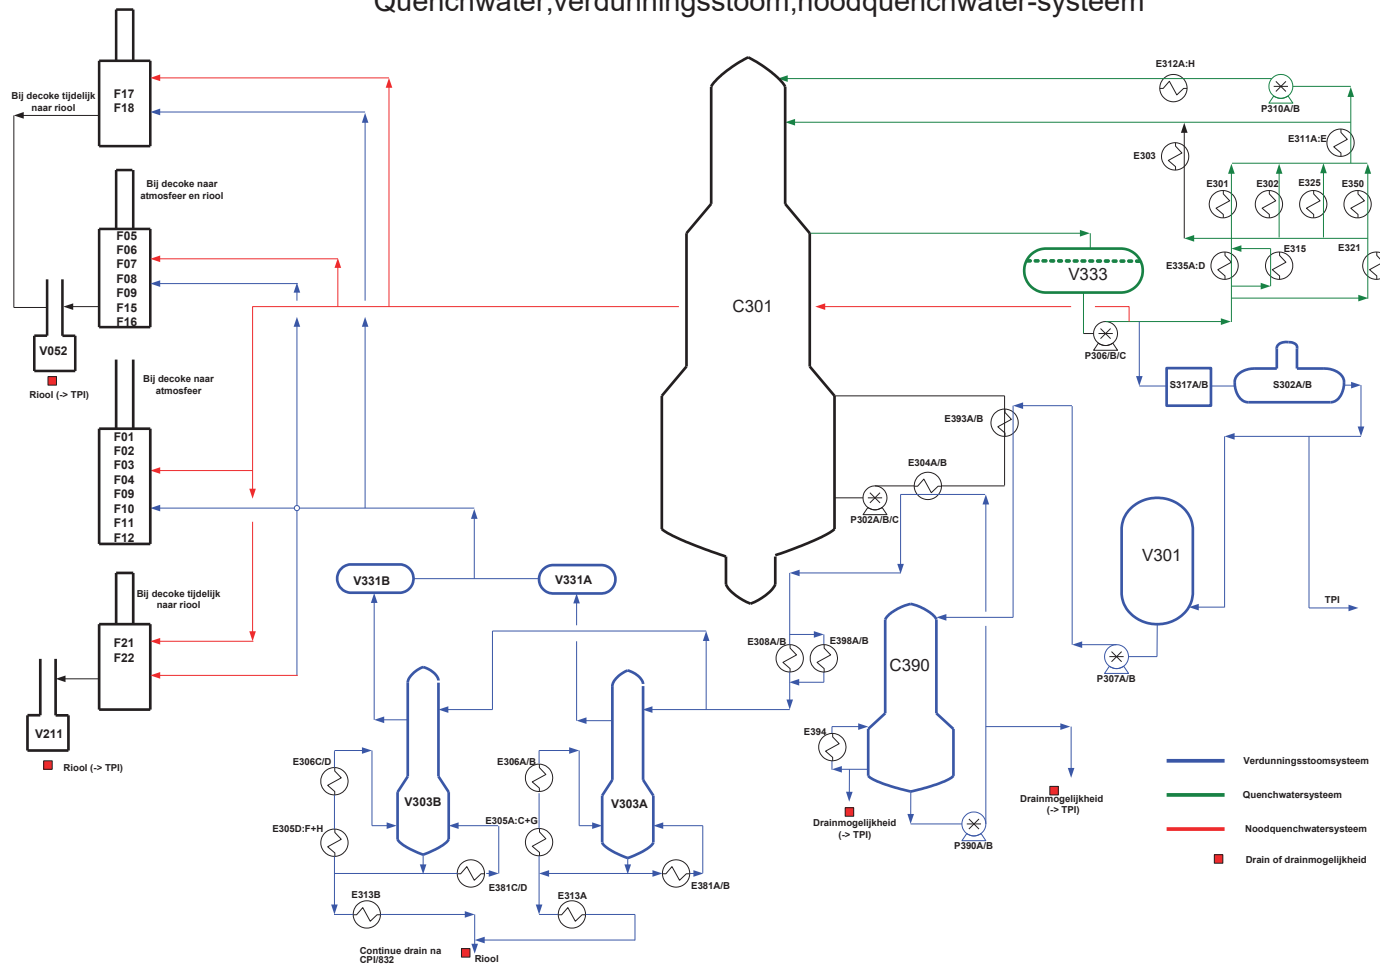 Quenchwater,verdunningsstoom,noodquenchwater-systeem
F17
F18
Bij decoke tijdelijk
naar riool
Bij decoke naar
atmosfeer en riool
F05
F06
F07
F08
F09
F15
F16
V052
Riool (-> TPI)
Bij decoke naar
atmosfeer
F01
F02
F03
F04
F09
F10
F11
F12
Bij decoke tijdelijk
naar riool
F21
F22
V211
Riool (-> TPI)
V331B
V331A
V303B
V303A
E306C/D
E305D:F+H
E306A/B
E305A:C+G
E381C/D
E381A/B
E313B
E313A
Continue drain na
CPI/832
Riool
C301
E312A:H
P310A/B
E303
E311A:E
E301
E302
E325
E350
E335A:D
E315
E321
V333
P306/B/C
S317A/B
S302A/B
E393A/B
E304A/B
P302A/B/C
V301
TPI
P307A/B
E308A/B
E398A/B
C390
E394
P390A/B
Drainmogelijkheid
(-> TPI)
Drainmogelijkheid
(-> TPI)
Verdunningsstoomsysteem
Quenchwatersysteem
Noodquenchwatersysteem
Drain of drainmogelijkheid